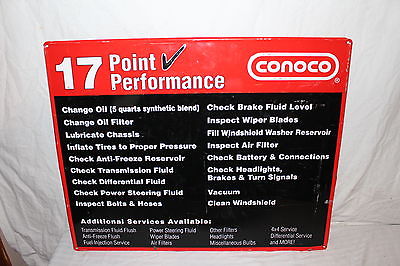 17 Point
Performance
CONOCO
Change Oil (5 quarts synthetic blend)
Change Oil Filter
Lubricate Chassis
Inflate Tires to Proper Pressure
Check Anti-Freeze Reservoir
Check Transmission Fluid
Check Differential Fluid
Check Power Steering Fluid
Inspect Belts & Hoses
Check Brake Fluid Level
Inspect Wiper Blades
Fill Windshield Washer Reservoir
Inspect Air Filter
Check Battery & Connections
Check Headlights,
Brakes & Turn Signals
Vacuum
Clean Windshield
Additional Services Available:
Transmission Fluid Flush
Anti-Freeze Flush
Fuel Injection Service
Power Steering Fluid
Wiper Blades
Air Filters
Other Filters
Headlights
Miscellaneous Bulbs
4x4 Service
Differential Service
and MORE!